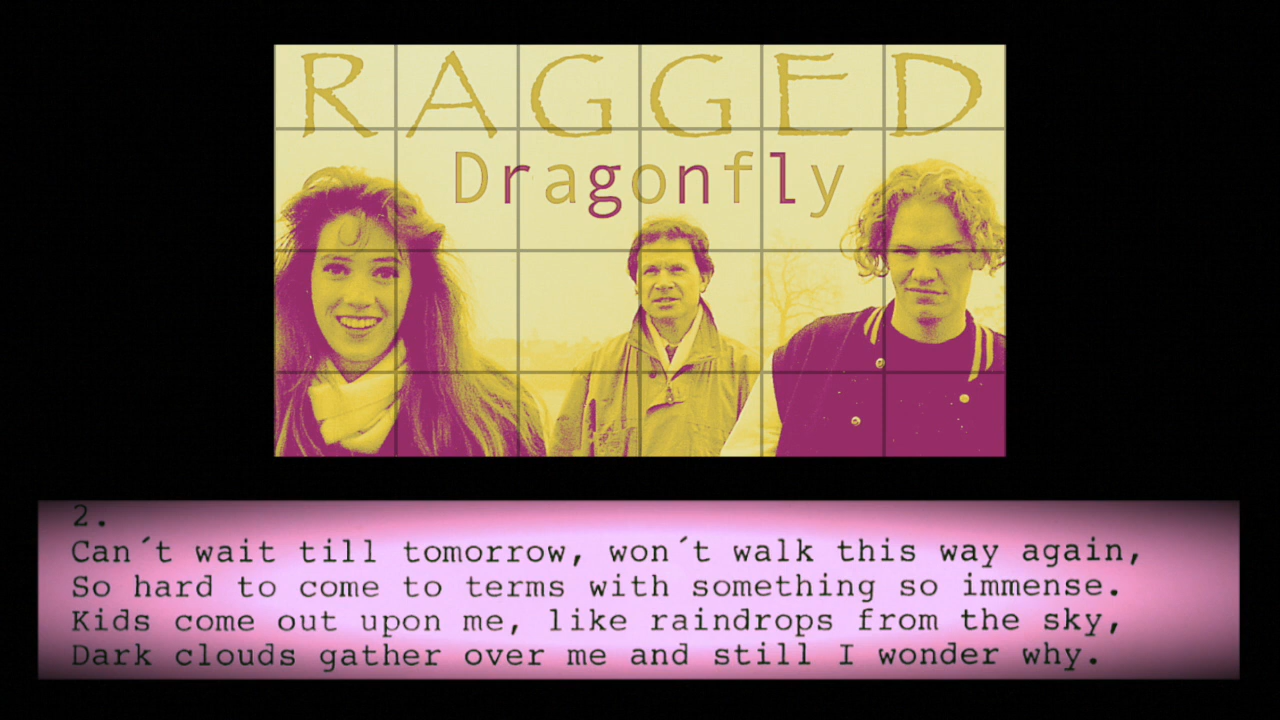 RAGGED
Dragonfly
2.
Can´t wait till tomorrow, won´t walk this way again,
So hard to come to terms with something so immense.
Kids come out upon me, like raindrops from the sky,
Dark clouds gather over me and still I wonder why.